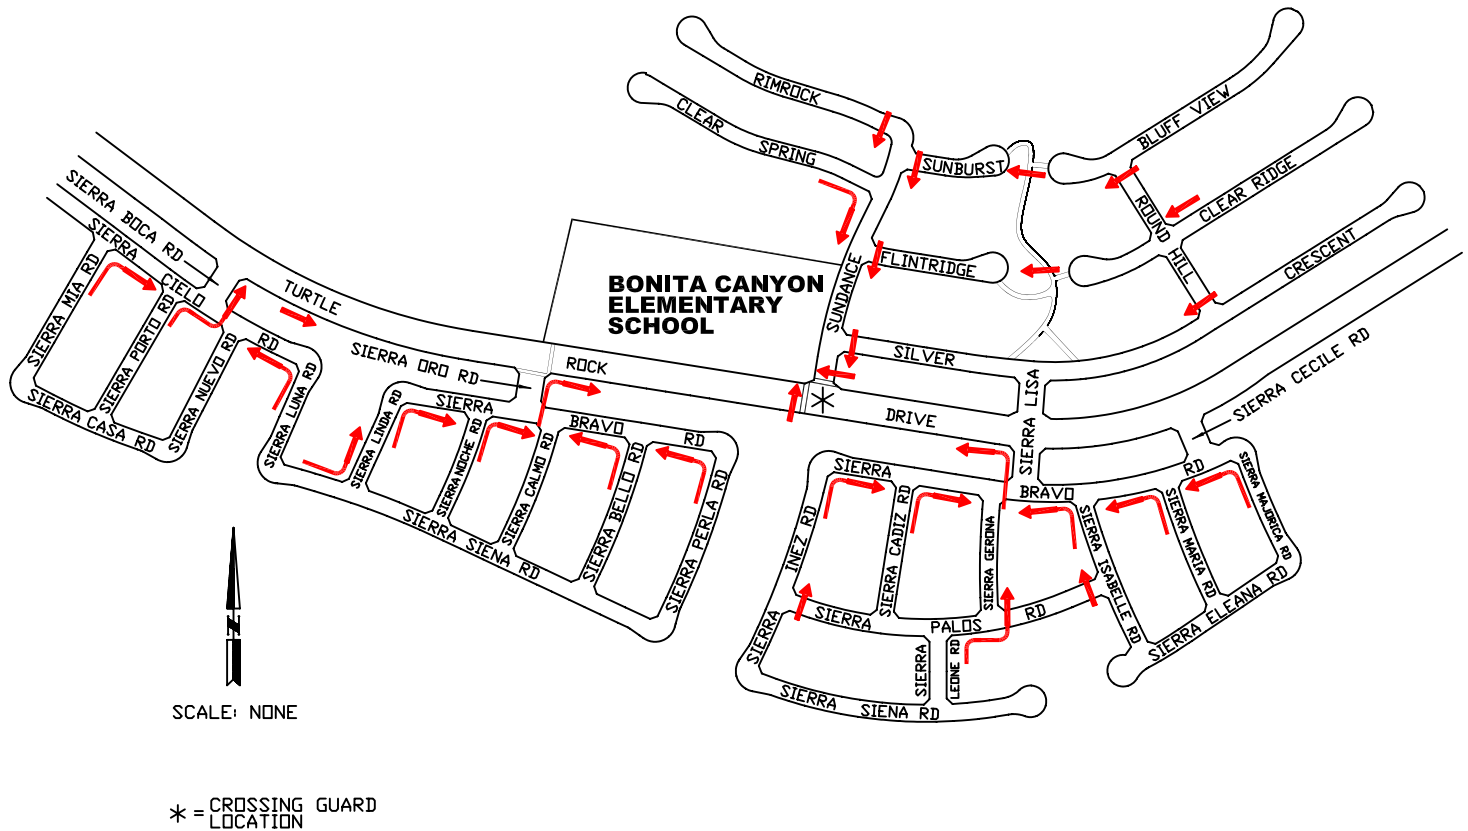 RIMROCK
CLEAR
SPRING
SUNBURST
BLUFF VIEW
CLEAR RIDGE
ROUND HILL
CRESCENT
FLINTRIDGE
SUNDANCE
SILVER
SIERRA BOCA RD
SIERRA
CIELO
RD
SIERRA MIA RD
SIERRA PORTO RD
SIERRA NUEVO RD
SIERRA CASA RD
SIERRA LUNA RD
TURTLE
ROCK
DRIVE
BONITA CANYON
ELEMENTARY
SCHOOL
SIERRA ORO RD
SIERRA LINDA RD
SIERRA
BRAVO
RD
SIERRA NOCHE RD
SIERRA CALMO RD
SIERRA BELLO RD
SIERRA PERLA RD
SIERRA SIENA RD
SIERRA LISA
SIERRA CECILE RD
SIERRA
BRAVO
RD
SIERRA INEZ RD
SIERRA CADIZ RD
SIERRA GERONA
SIERRA ISABELLE RD
SIERRA MARIA RD
SIERRA MAJORICA RD
SIERRA ELEANA RD
SIERRA
PALOS
RD
SIERRA
LEONE RD
SIERRA
SIENA RD
*
N
SCALE: NONE
* = CROSSING GUARD
LOCATION